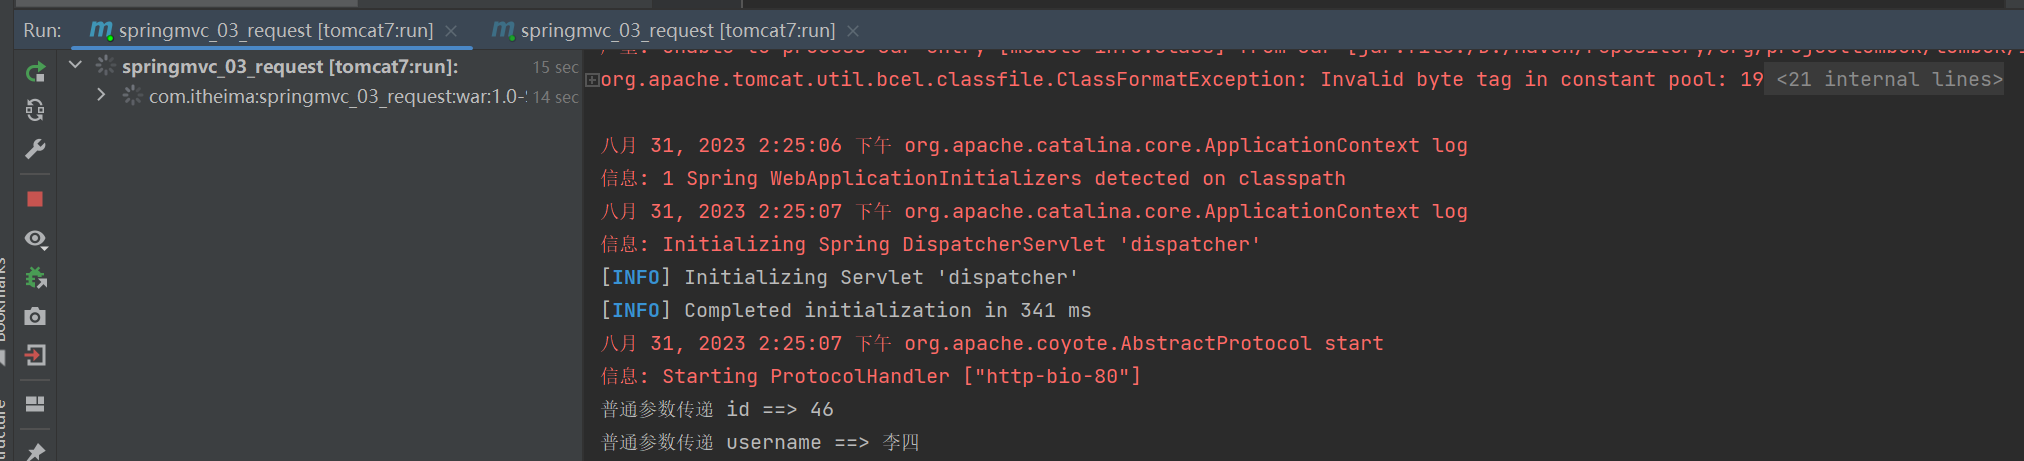 Run:
springmvc_03_request [tomcat7:run]
springmvc_03_request [tomcat7:run]
springmvc_03_request [tomcat7:run]: 15 sec
com.itheima:springmvc_03_request:war:1.0- 14 sec
org.apache.tomcat.util.bcel.classfile.ClassFormatException: Invalid byte tag in constant pool: 19 <21 internal lines>
八月 31, 2023 2:25:06 下午 org.apache.catalina.core.ApplicationContext log
信息: 1 Spring WebApplicationInitializers detected on classpath
八月 31, 2023 2:25:07 下午 org.apache.catalina.core.ApplicationContext log
信息: Initializing Spring DispatcherServlet 'dispatcher'
[INFO] Initializing Servlet 'dispatcher'
[INFO] Completed initialization in 341 ms
八月 31, 2023 2:25:07 下午 org.apache.coyote.AbstractProtocol start
信息: Starting ProtocolHandler ["http-bio-80"]
普通参数传递 id ==> 46
普通参数传递 username ==> 李四